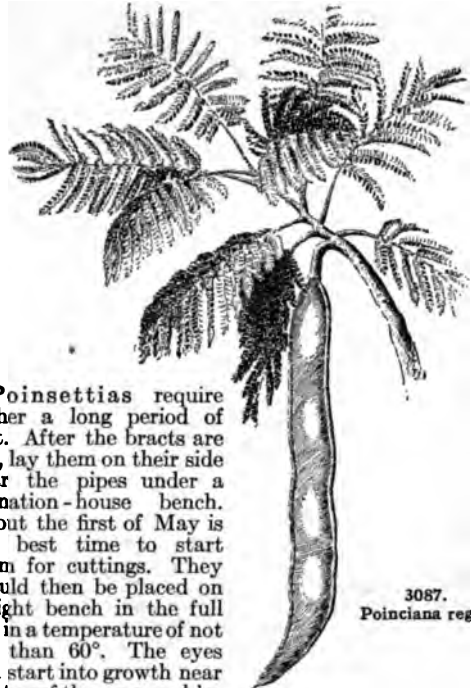 Poinsettias require
her a long period of
t. After the bracts are
, lay them on their side
r the pipes under a
nation-house bench.
out the first of May is
best time to start
m for cuttings. They
uld then be placed on
ght bench in the full
in a temperature of not
than 60°. The eyes
start into growth near
3087.
Poinciana reg